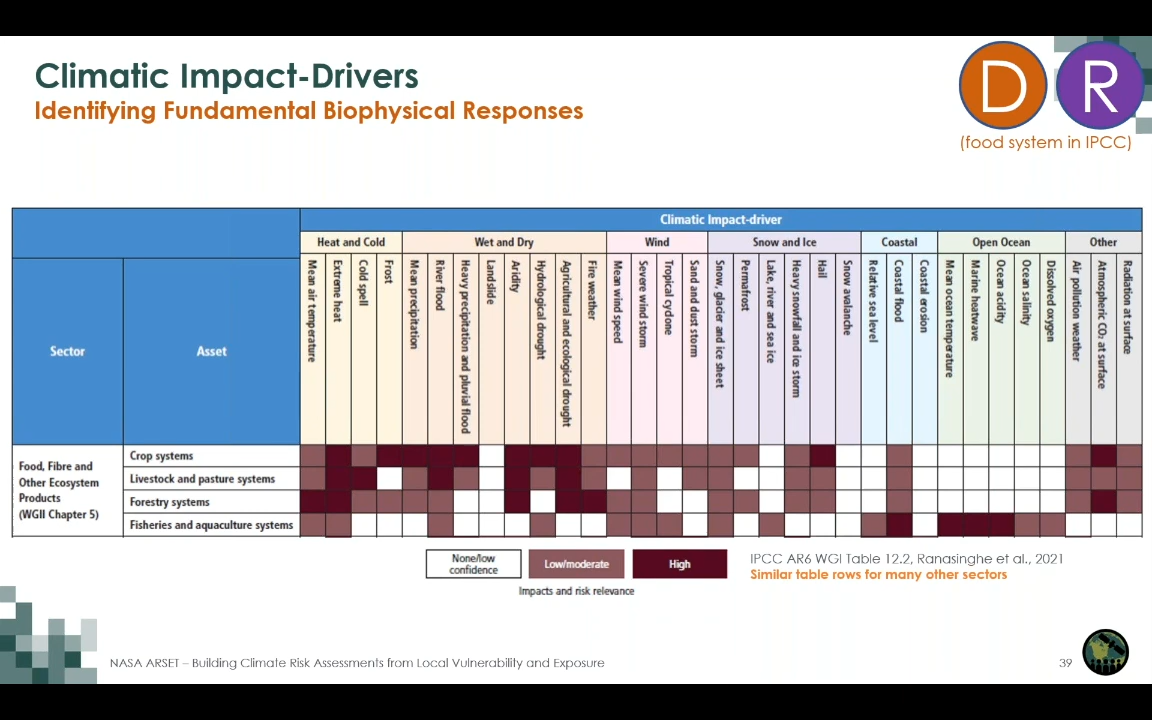 Climatic Impact-Drivers
Identifying Fundamental Biophysical Responses
D R
(food system in IPCC)
Climatic Impact-driver
Heat and Cold
Wet and Dry
Wind
Snow and Ice
Coastal
Open Ocean
Other
Sector
Asset
Mean air temperature
Extreme heat
Cold spell
Frost
Mean precipitation
River flood
Heavy precipitation and pluvial flood
Landslide
Aridity
Hydrological drought
Agricultural and ecological drought
Fire weather
Mean wind speed
Severe wind storm
Tropical cyclone
Sand and dust storm
Snow, glacier and ice sheet
Permafrost
Lake, river and sea ice
Heavy snowfall and ice storm
Hail
Snow avalanche
Relative sea level
Coastal flood
Coastal erosion
Mean ocean temperature
Marine heatwave
Ocean acidity
Ocean salinity
Dissolved oxygen
Air pollution weather
Atmospheric CO₂ at surface
Radiation at surface
Food, Fibre and
Other Ecosystem
Products
(WGII Chapter 5)
Crop systems
Livestock and pasture systems
Forestry systems
Fisheries and aquaculture systems
None/low
confidence
Low/moderate
High
Impacts and risk relevance
IPCC AR6 WGI Table 12.2, Ranasinghe et al., 2021
Similar table rows for many other sectors
NASA ARSET – Building Climate Risk Assessments from Local Vulnerability and Exposure
39